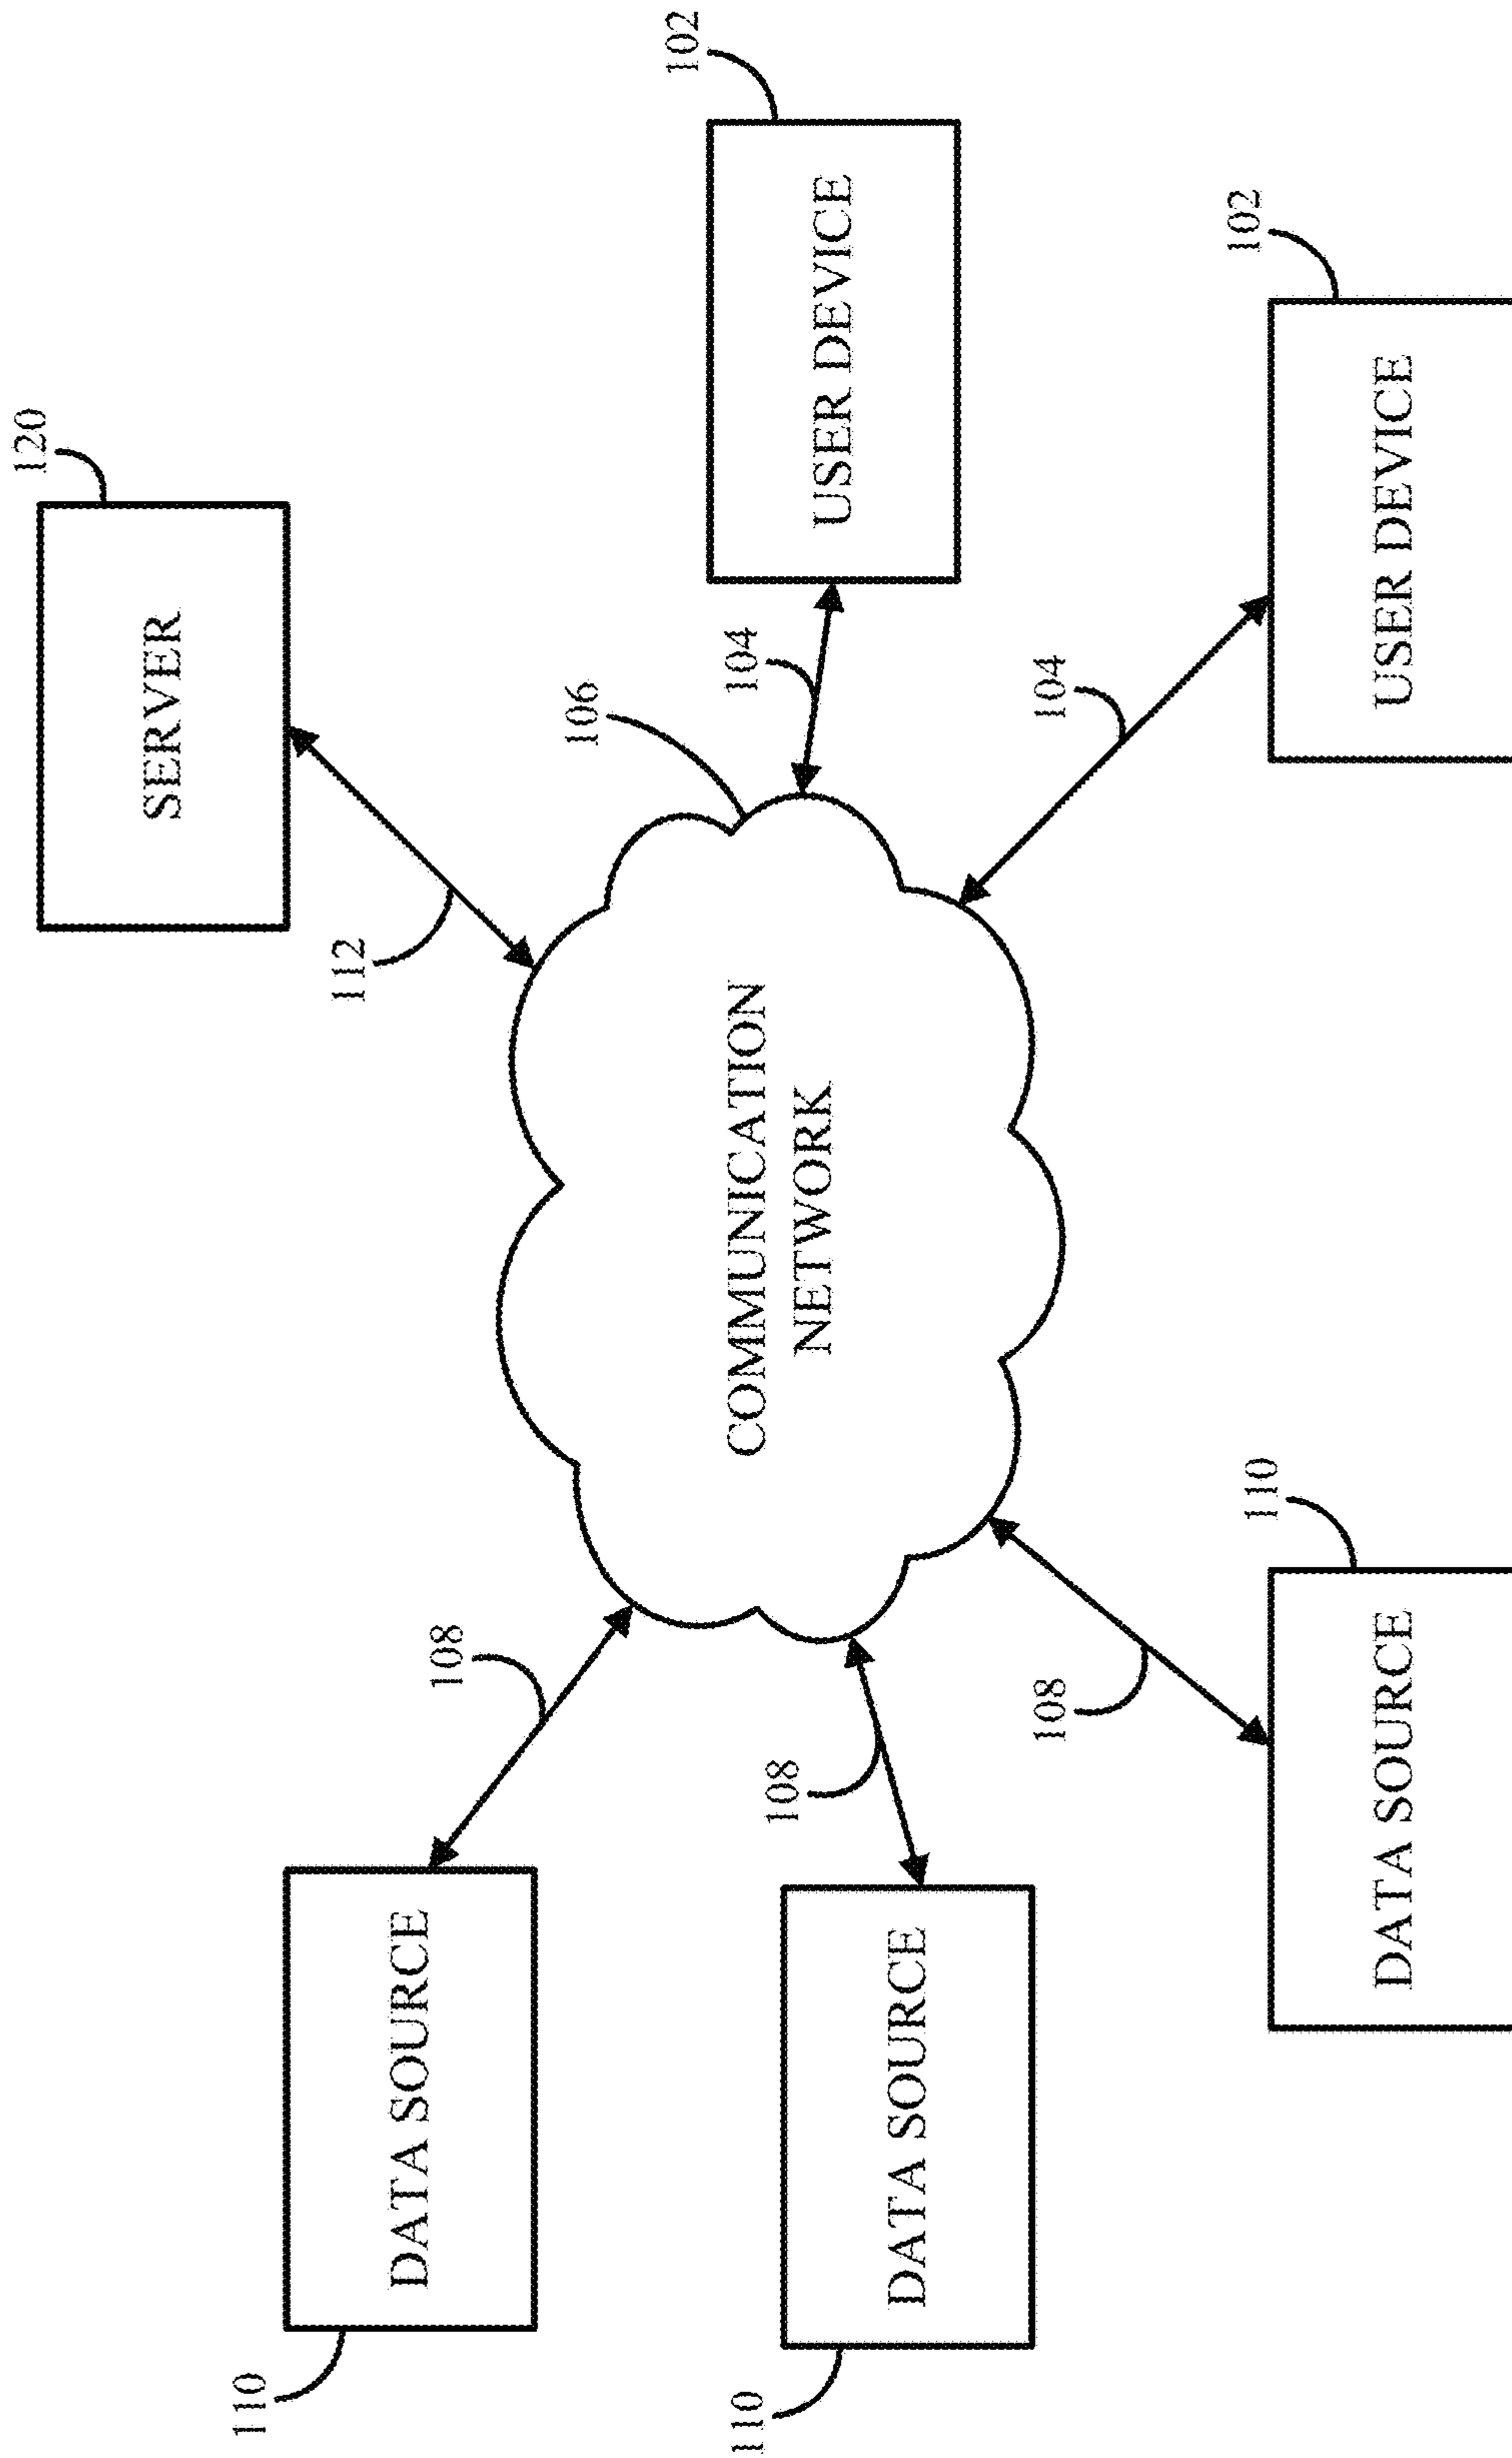 120
SERVER
110
112
DATA SOURCE
108
106
102
110
COMMUNICATION
NETWORK
104
108
USER DEVICE
DATA SOURCE
108
104
110
102
DATA SOURCE
USER DEVICE